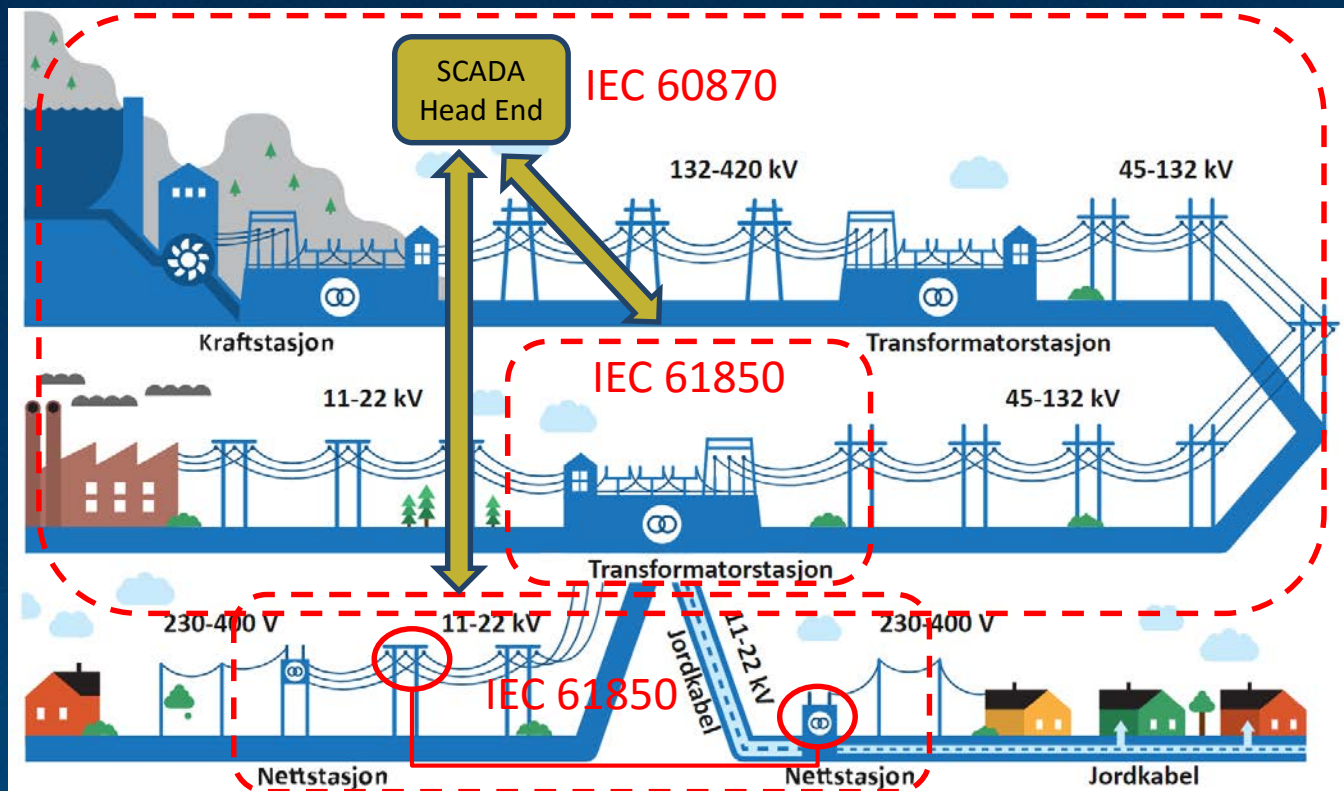 SCADA
Head End
IEC 60870
132-420 kV
45-132 kV
Kraftstasjon
Transformatorstasjon
IEC 61850
11-22 kV
45-132 kV
Transformatorstasjon
230-400 V
11-22 kV
Jordkabel
11-22 kV
230-400 V
IEC 61850
Nettstasjon
Nettstasjon
Jordkabel